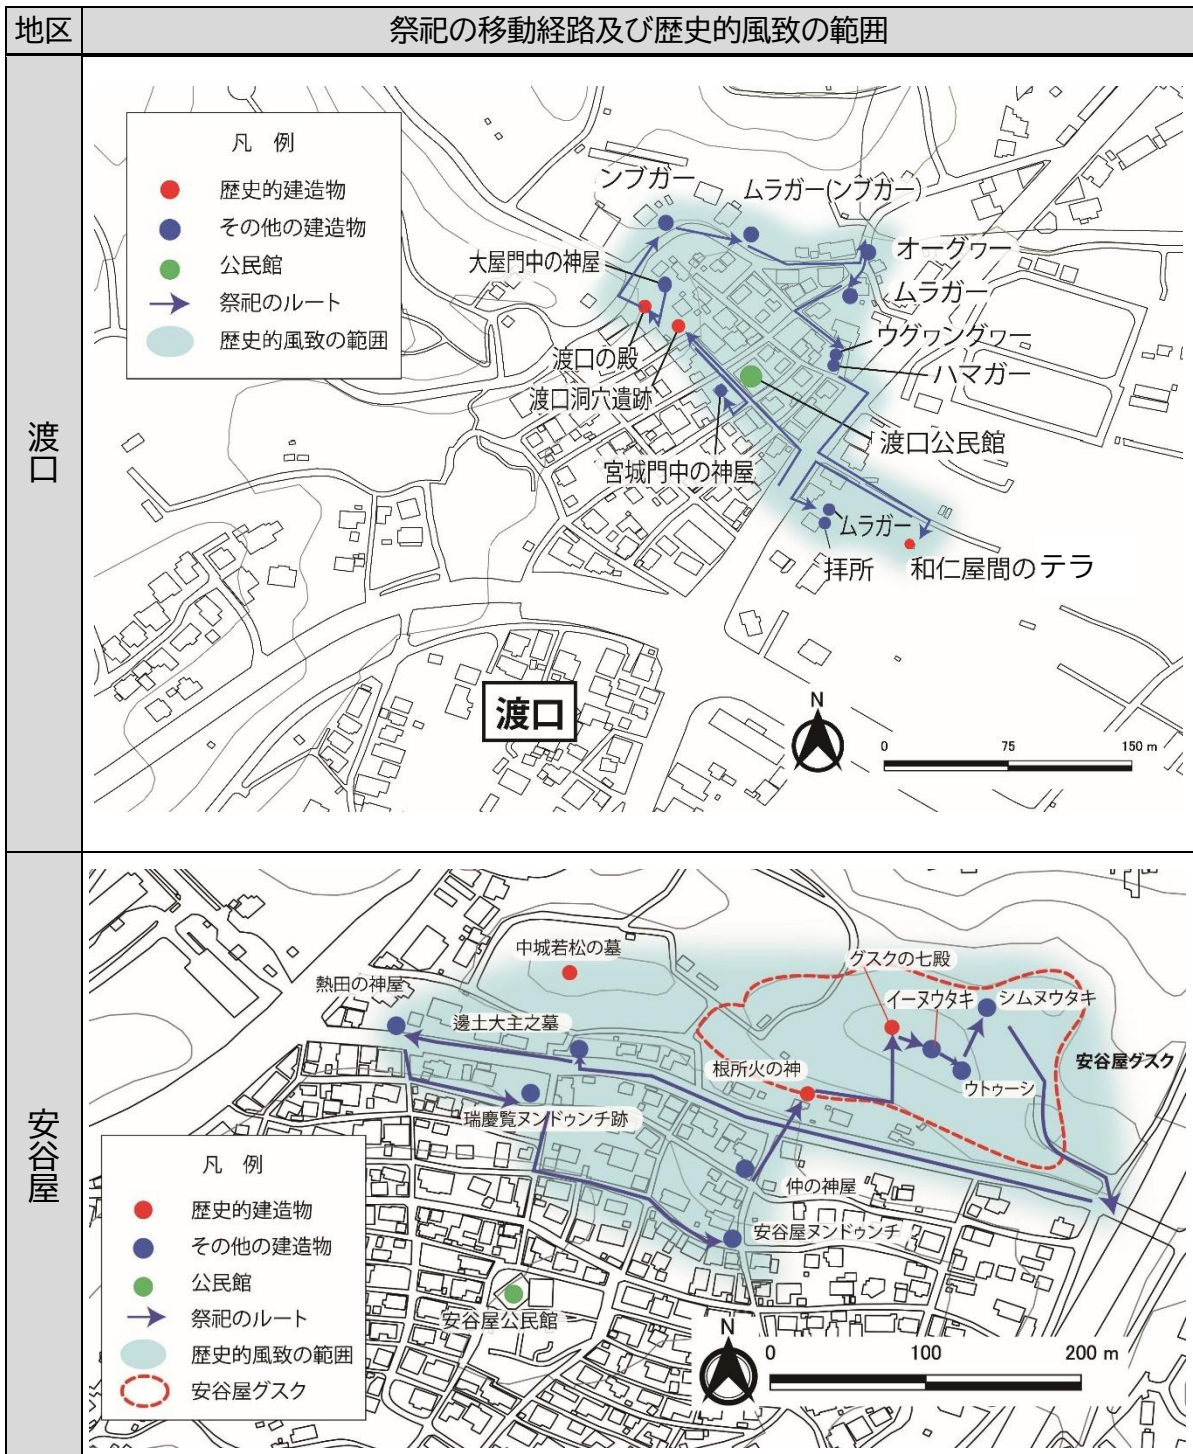 地区
祭祀の移動経路及び歴史的風致の範囲
渡口
凡 例
歴史的建造物
その他の建造物
公民館
祭祀のルート
歴史的風致の範囲
ンブガー
ムラガー(ンブガー)
大屋門中の神屋
オーグヮー
ムラガー
ウグヮングヮー
ハマガー
渡口の殿
渡口洞穴遺跡
渡口公民館
宮城門中の神屋
ムラガー
拝所
和仁屋間のテラ
渡口
N
0 75 150 m
安谷屋
中城若松の墓
グスクの七殿
熱田の神屋
イーヌウタキ
シムヌウタキ
邊土大主之墓
安谷屋グスク
根所火の神
ウトゥーシ
瑞慶覧ヌンドゥンチ跡
仲の神屋
安谷屋ヌンドゥンチ
安谷屋公民館
凡 例
歴史的建造物
その他の建造物
公民館
祭祀のルート
歴史的風致の範囲
安谷屋グスク
N
0 100 200 m